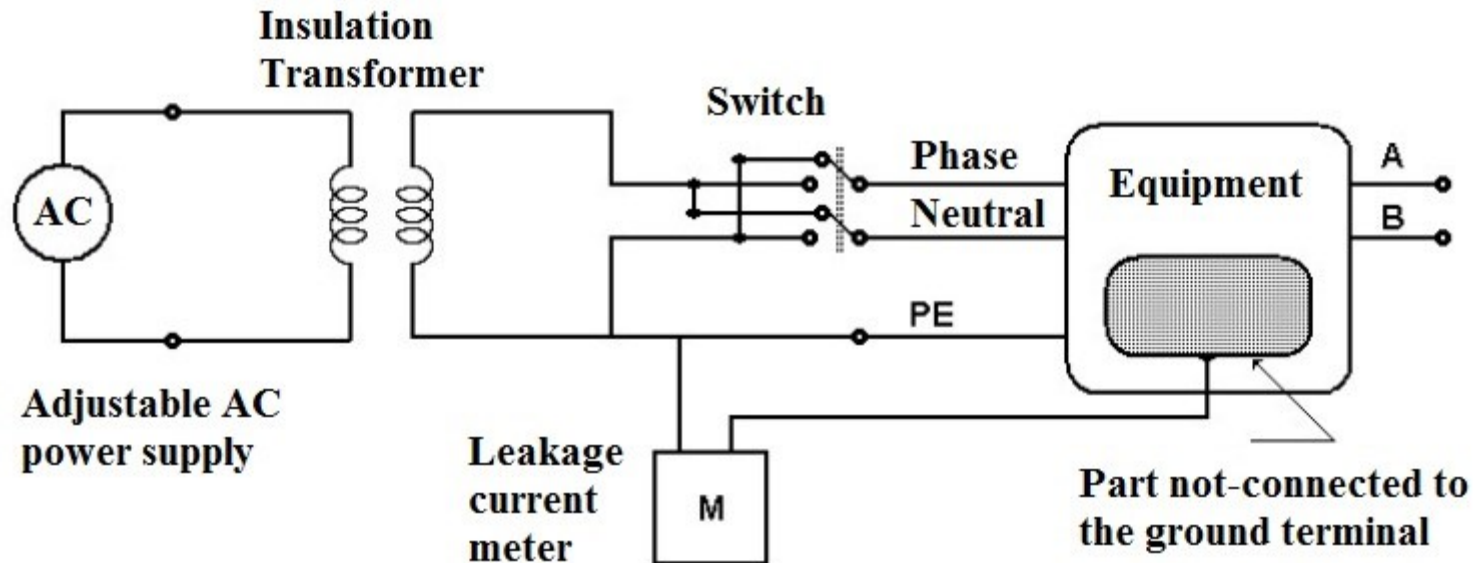 Insulation
Transformer
Switch
AC
Phase
Neutral
PE
Equipment
A
B
Adjustable AC
power supply
Leakage
current
meter
M
Part not-connected to
the ground terminal